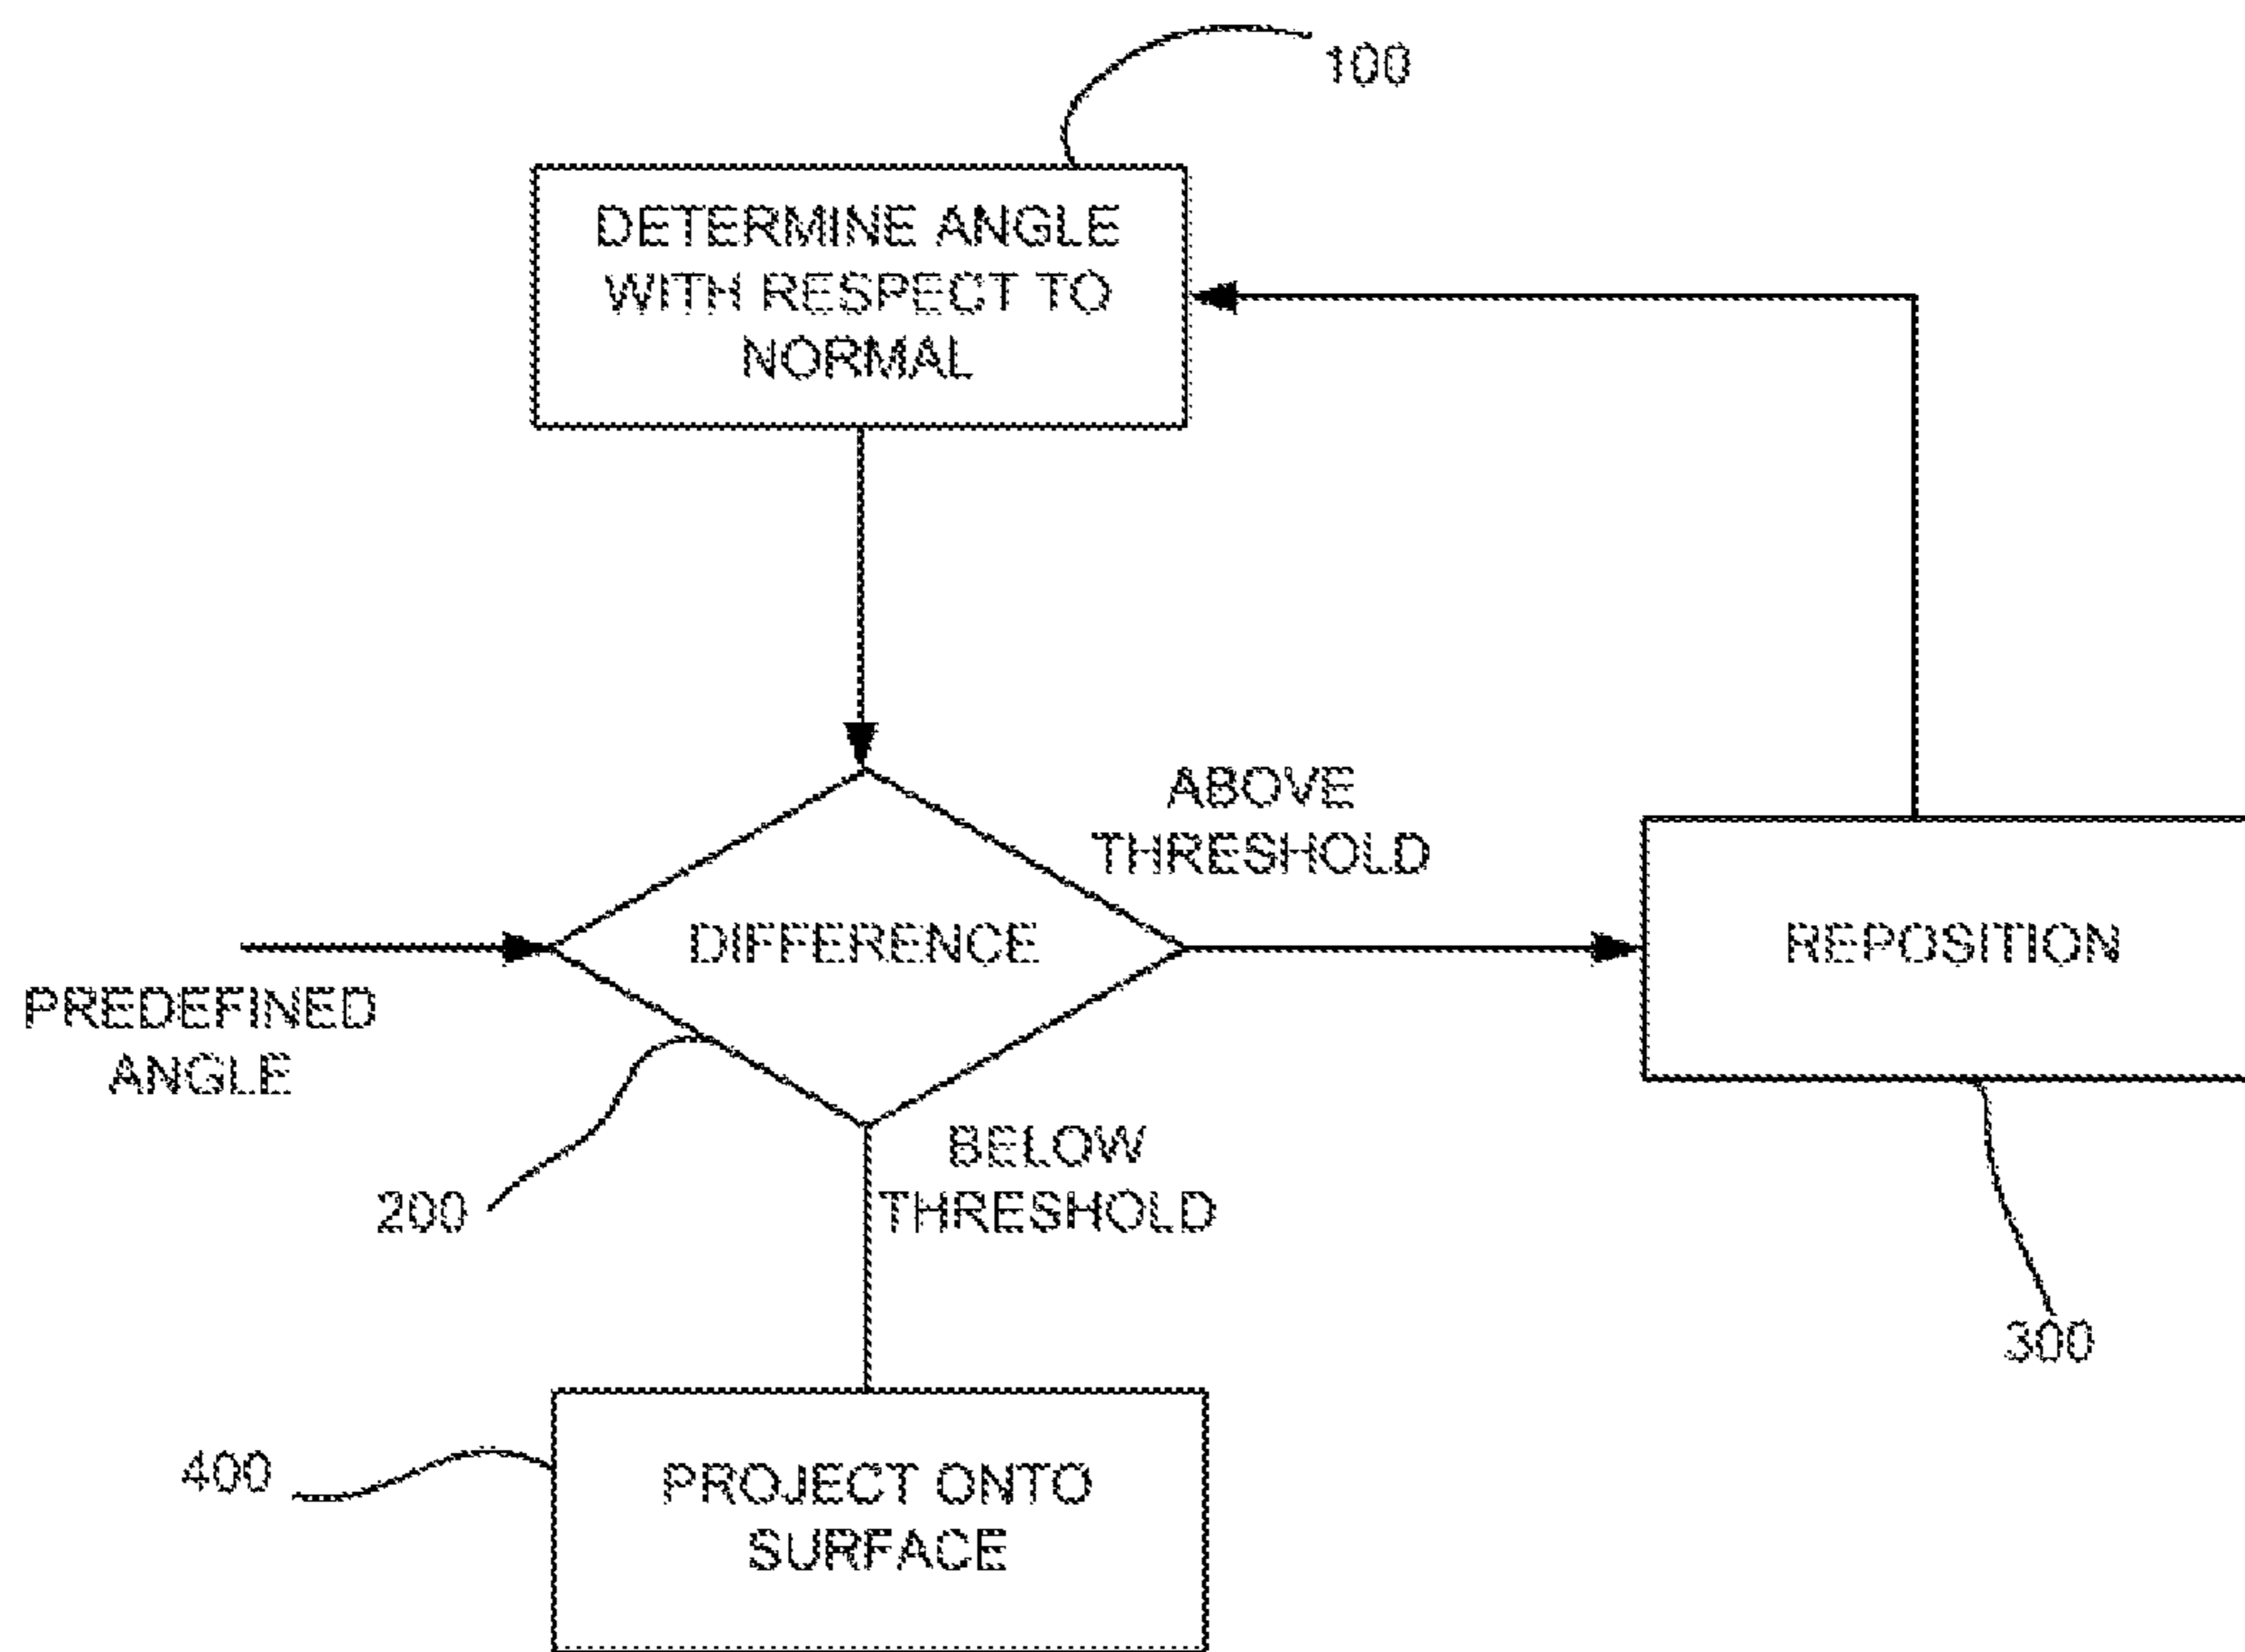 100
DETERMINE ANGLE
WITH RESPECT TO
NORMAL
ABOVE
THRESHOLD
DIFFERENCE
REPOSITION
PREDEFINED
ANGLE
BELOW
THRESHOLD
200
300
400
PROJECT ONTO
SURFACE